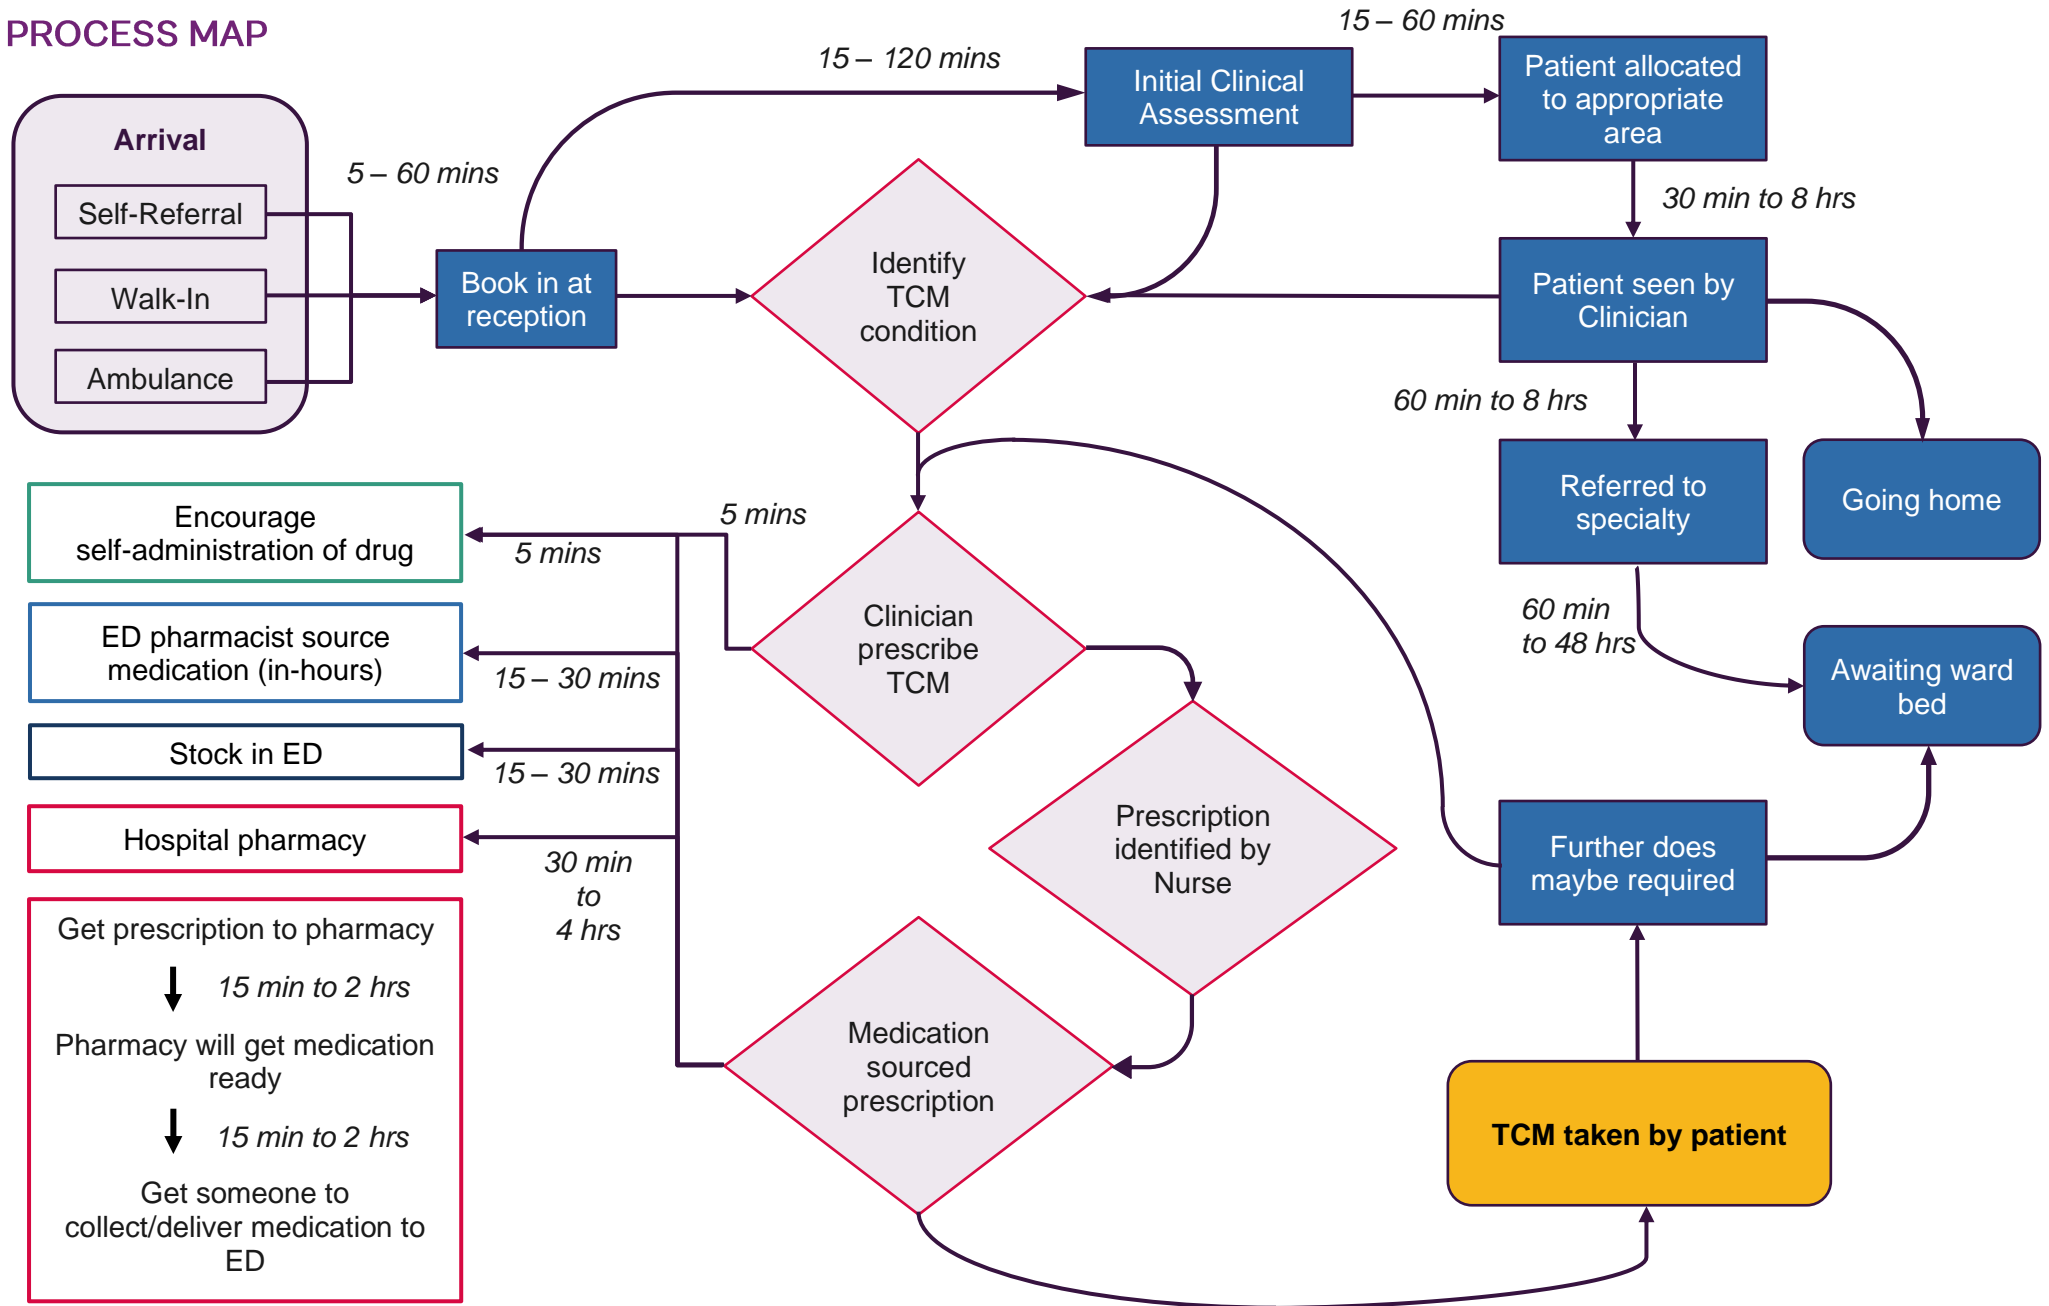 PROCESS MAP
15 – 60 mins
15 – 120 mins
Initial Clinical
Assessment
Patient allocated
to appropriate
area
Arrival
Self-Referral
Walk-In
Ambulance
5 – 60 mins
Book in at
reception
Identify
TCM
condition
30 min to 8 hrs
Patient seen by
Clinician
60 min to 8 hrs
Referred to
specialty
Going home
60 min
to 48 hrs
Awaiting ward
bed
Encourage
self-administration of drug
5 mins
5 mins
ED pharmacist source
medication (in-hours)
15 – 30 mins
Stock in ED
15 – 30 mins
Hospital pharmacy
30 min
to
4 hrs
Clinician
prescribe
TCM
Prescription
identified by
Nurse
Medication
sourced
prescription
Further does
maybe required
TCM taken by patient
Get prescription to pharmacy
15 min to 2 hrs
Pharmacy will get medication
ready
15 min to 2 hrs
Get someone to
collect/deliver medication to
ED